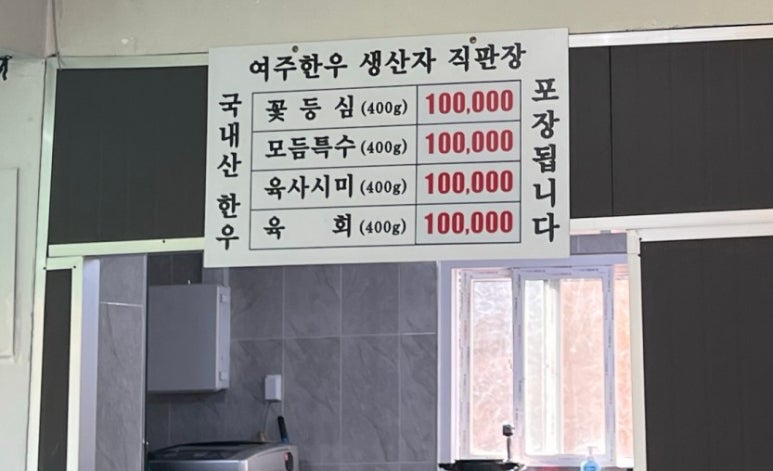 여주한우 생산자 직판장
국내산 한우
꽃 등 심 (400g) 100,000
모듬특수 (400g) 100,000
육사시미 (400g) 100,000
육 회 (400g) 100,000
포장됩니다